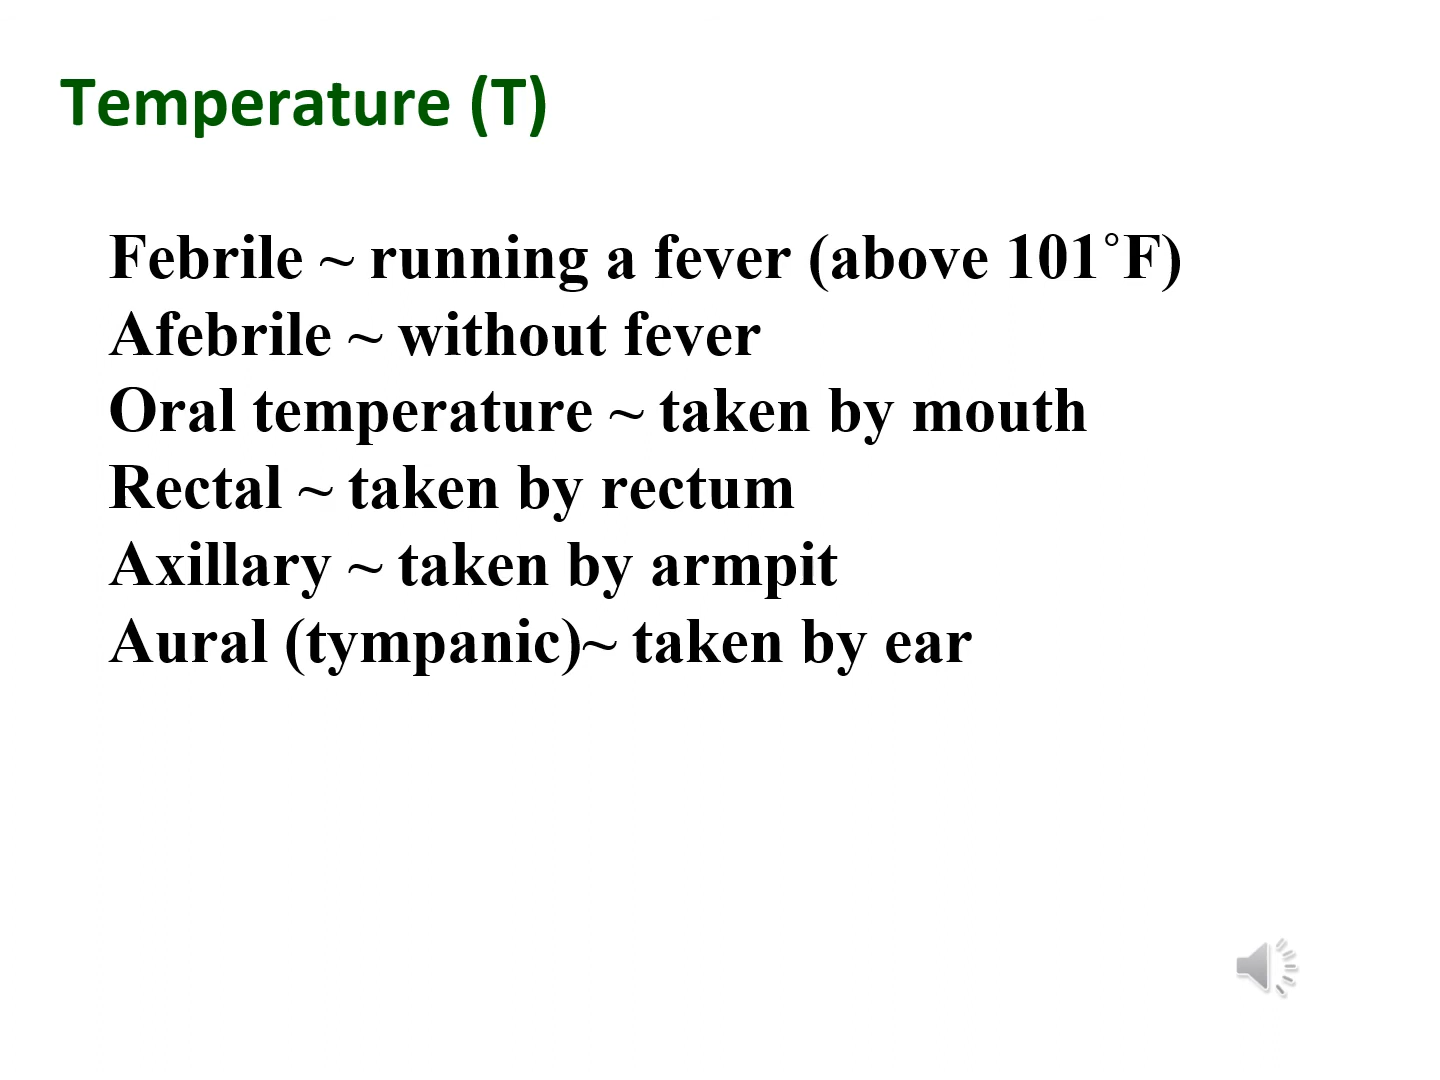 Temperature (T)
Febrile ~ running a fever (above 101˚F)
Afebrile ~ without fever
Oral temperature ~ taken by mouth
Rectal ~ taken by rectum
Axillary ~ taken by armpit
Aural (tympanic)~ taken by ear